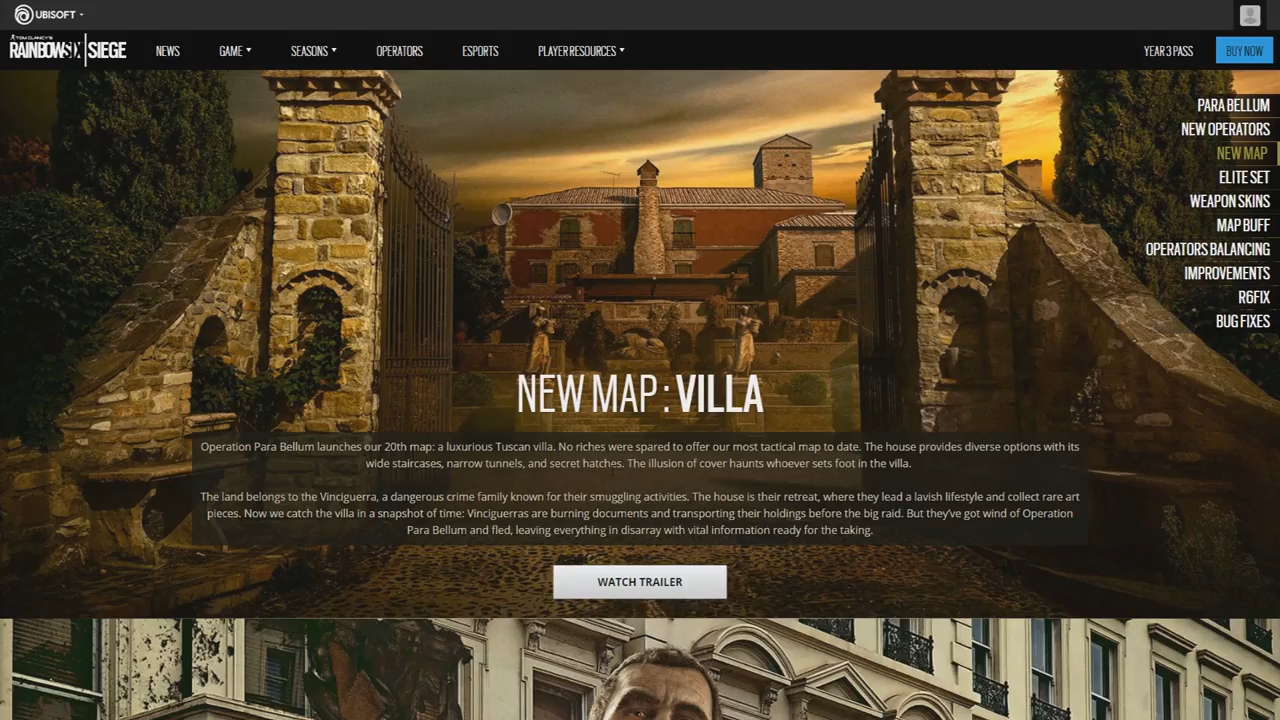 UBISOFT
TOM CLANCY'S
RAINBOWSIX | SIEGE
NEWS
GAME
SEASONS
OPERATORS
ESPORTS
PLAYER RESOURCES
YEAR 3 PASS
BUY NOW
PARA BELLUM
NEW OPERATORS
NEW MAP
ELITE SET
WEAPON SKINS
MAP BUFF
OPERATORS BALANCING
IMPROVEMENTS
R6FIX
BUG FIXES
NEW MAP : VILLA
Operation Para Bellum launches our 20th map: a luxurious Tuscan villa. No riches were spared to offer our most tactical map to date. The house provides diverse options with its
wide staircases, narrow tunnels, and secret hatches. The illusion of cover haunts whoever sets foot in the villa.
The land belongs to the Vinciguerra, a dangerous crime family known for their smuggling activities. The house is their retreat, where they lead a lavish lifestyle and collect rare art
pieces. Now we catch the villa in a snapshot of time: Vinciguerras are burning documents and transporting their holdings before the big raid. But they've got wind of Operation
Para Bellum and fled, leaving everything in disarray with vital information ready for the taking.
WATCH TRAILER